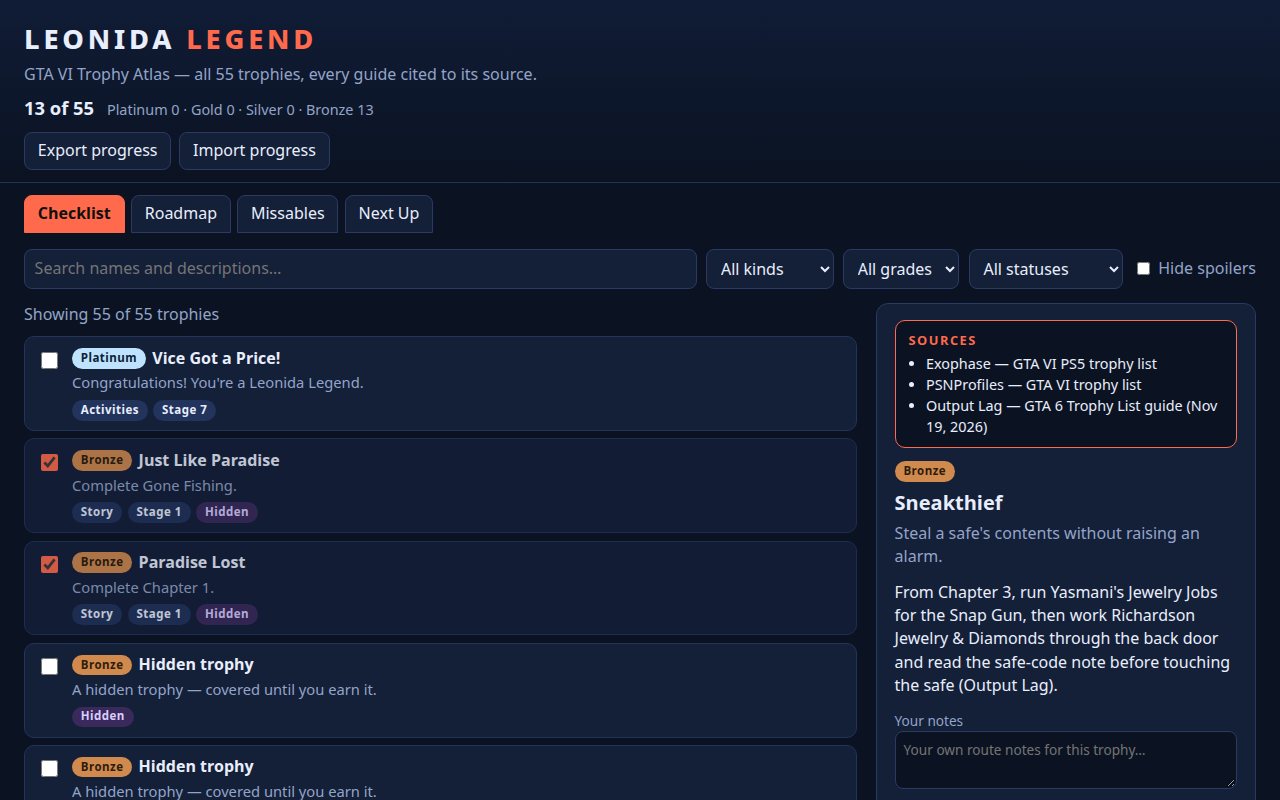 LEONIDA LEGEND
GTA VI Trophy Atlas — all 55 trophies, every guide cited to its source.
13 of 55 Platinum 0 · Gold 0 · Silver 0 · Bronze 13
Export progress Import progress
Checklist Roadmap Missables Next Up
Search names and descriptions... All kinds All grades All statuses Hide spoilers
Showing 55 of 55 trophies
Platinum Vice Got a Price!
Congratulations! You're a Leonida Legend.
Activities Stage 7
Bronze Just Like Paradise
Complete Gone Fishing.
Story Stage 1 Hidden
Bronze Paradise Lost
Complete Chapter 1.
Story Stage 1 Hidden
Bronze Hidden trophy
A hidden trophy — covered until you earn it.
Hidden
Bronze Hidden trophy
A hidden trophy — covered until you earn it.
SOURCES
Exophase — GTA VI PS5 trophy list
PSNProfiles — GTA VI trophy list
Output Lag — GTA 6 Trophy List guide (Nov
19, 2026)
Bronze
Sneakthief
Steal a safe's contents without raising an
alarm.
From Chapter 3, run Yasmani's Jewelry Jobs
for the Snap Gun, then work Richardson
Jewelry & Diamonds through the back door
and read the safe-code note before touching
the safe (Output Lag).
Your notes
Your own route notes for this trophy...